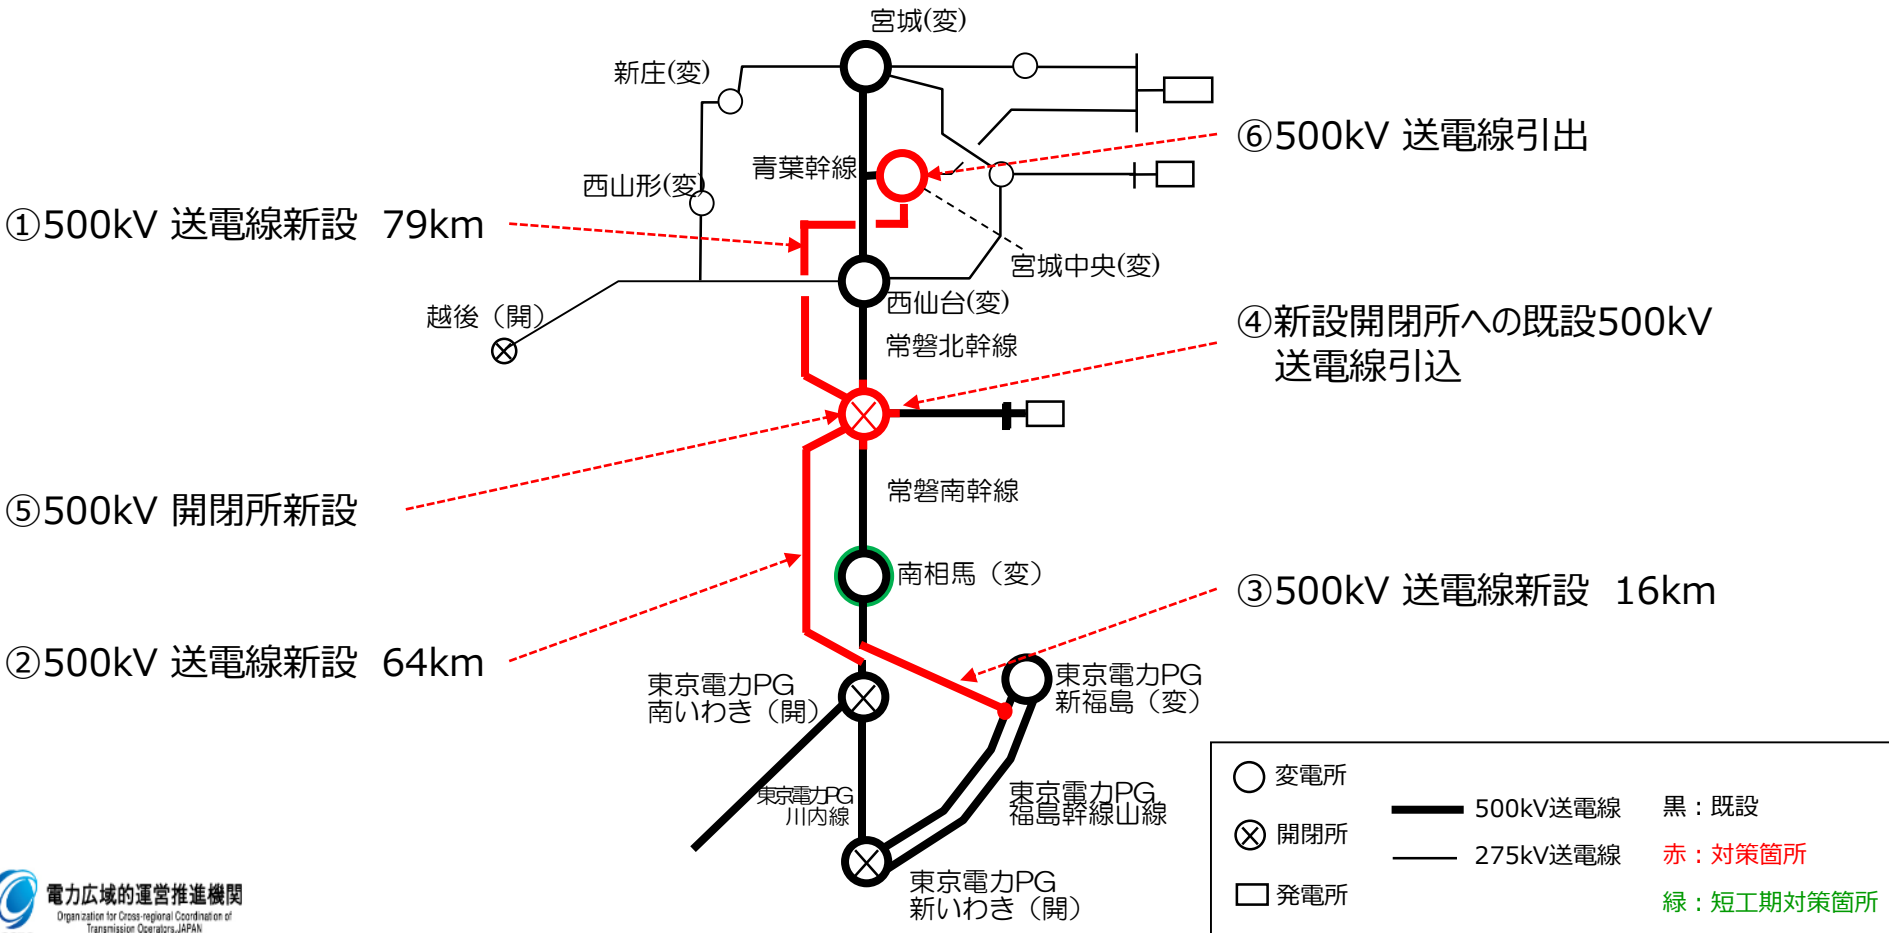 宮城(変)
新庄(変)
⑥500kV 送電線引出
青葉幹線
西山形(変)
①500kV 送電線新設 79km
宮城中央(変)
西仙台(変)
越後（開）
④新設開閉所への既設500kV
送電線引込
常磐北幹線
⑤500kV 開閉所新設
常磐南幹線
南相馬（変）
③500kV 送電線新設 16km
②500kV 送電線新設 64km
東京電力PG
南いわき（開）
東京電力PG
新福島（変）
東京電力PG
川内線
東京電力PG
福島幹線山線
東京電力PG
新いわき（開）
変電所
開閉所
発電所
500kV送電線
275kV送電線
黒：既設
赤：対策箇所
緑：短工期対策箇所
電力広域的運営推進機関
Organization for Cross-regional Coordination of
Transmission Operators,JAPAN